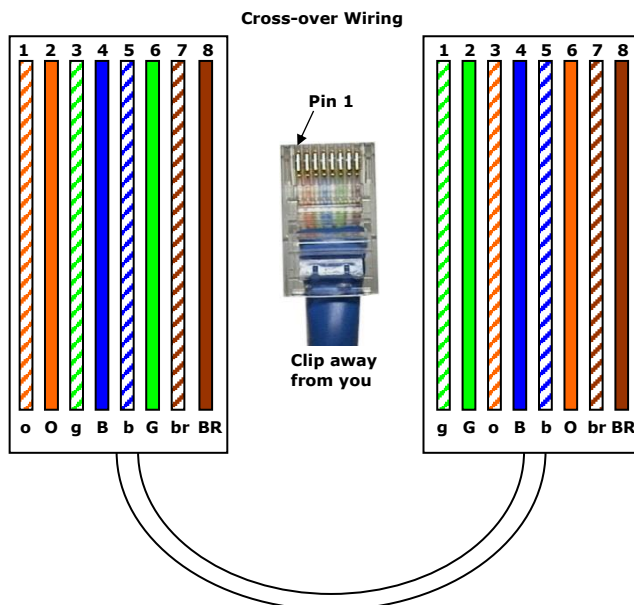 Cross-over Wiring
1 2 3 4 5 6 7 8
o O g B b G br BR
Pin 1
Clip away
from you
1 2 3 4 5 6 7 8
g G o B b O br BR